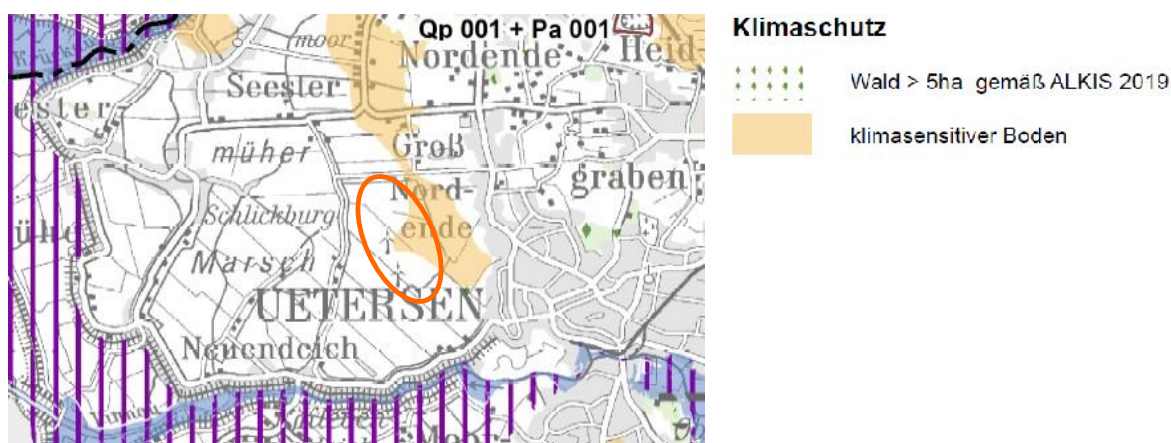 Qp 001 + Pa 001
moor
Nordende
Heid-
Seester
ester-
müher
Groß
graben
Nord-
ende
Schlickburg
Marsch
UETERSEN
Neuendeich
Klimaschutz
Wald > 5ha gemäß ALKIS 2019
klimasensitiver Boden